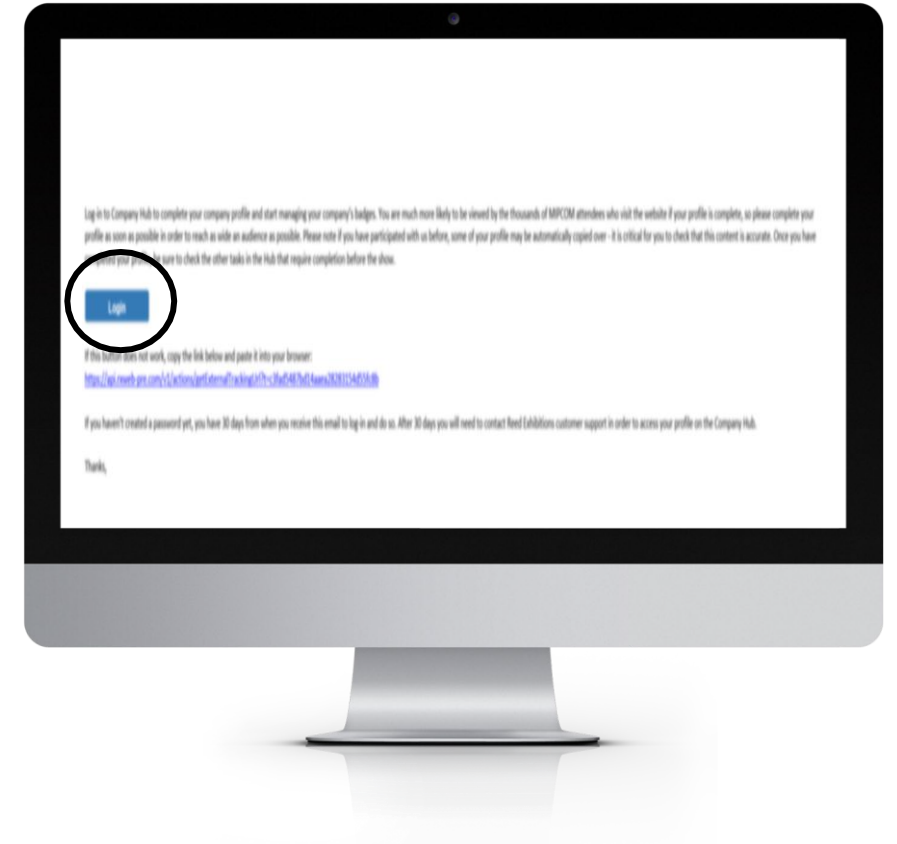 Log in to Company Hub to complete your company profile and start managing your company's badges. You are much more likely to be viewed by the thousands of MIPCOM attendees who visit the website if your profile is complete, so please complete your
profile as soon as possible in order to reach as wide an audience as possible. Please note if you have participated with us before, some of your profile may be automatically copied over - it is critical for you to check that this content is accurate. Once you have
completed your profile, be sure to check the other tasks in the Hub that require completion before the show.
Login
If this button does not work, copy the link below and paste it into your browser:
If you haven't created a password yet, you have 30 days from when you receive this email to log in and do so. After 30 days you will need to contact Reed Exhibitions customer support in order to access your profile on the Company Hub.
Thanks,